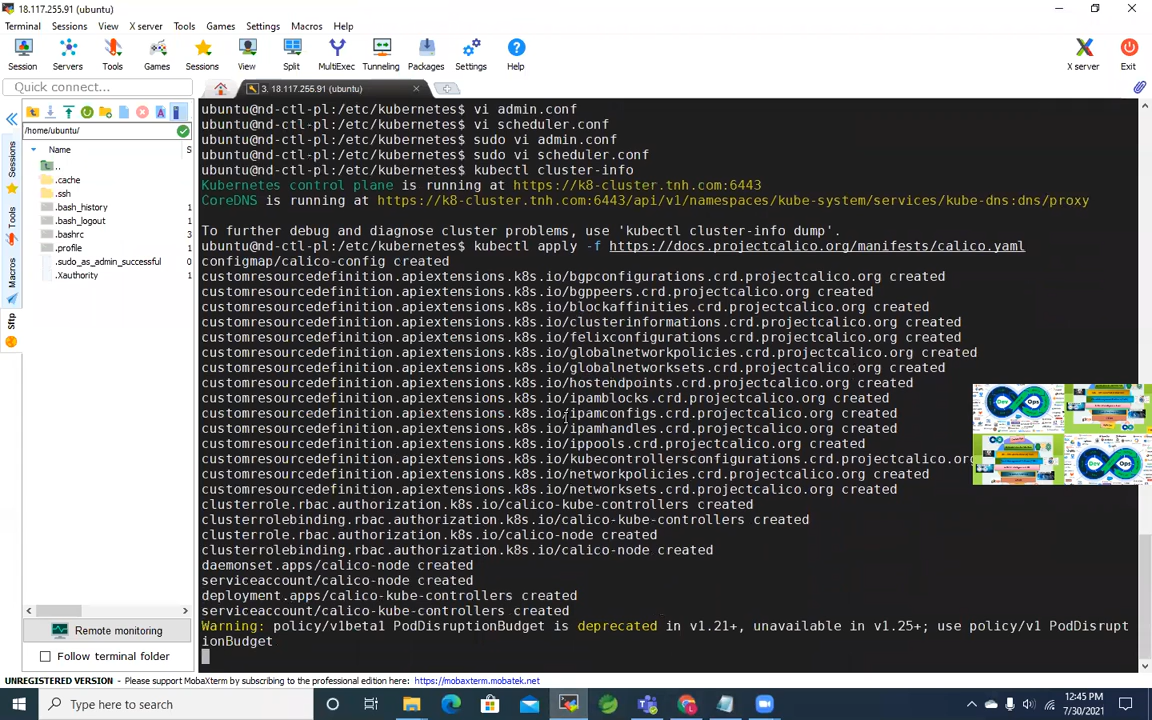 18.117.255.91 (ubuntu)
Terminal Sessions View X server Tools Games Settings Macros Help
Session Servers Tools Games Sessions View Split MultiExec Tunneling Packages Settings Help X server Exit
Quick connect...
3. 18.117.255.91 (ubuntu)
/home/ubuntu/
Name S
..
.cache
.ssh
.bash_history 1
.bash_logout 1
.bashrc 1
.profile 1
.sudo_as_admin_successful 0
.Xauthority 1
Sessions
Tools
Macros
Sftp
ubuntu@nd-ctl-pl:/etc/kubernetes$ vi admin.conf
ubuntu@nd-ctl-pl:/etc/kubernetes$ vi scheduler.conf
ubuntu@nd-ctl-pl:/etc/kubernetes$ sudo vi admin.conf
ubuntu@nd-ctl-pl:/etc/kubernetes$ sudo vi scheduler.conf
ubuntu@nd-ctl-pl:/etc/kubernetes$ kubectl cluster-info
Kubernetes control plane is running at https://k8-cluster.tnh.com:6443
CoreDNS is running at https://k8-cluster.tnh.com:6443/api/v1/namespaces/kube-system/services/kube-dns:dns/proxy
To further debug and diagnose cluster problems, use 'kubectl cluster-info dump'.
ubuntu@nd-ctl-pl:/etc/kubernetes$ kubectl apply -f https://docs.projectcalico.org/manifests/calico.yaml
configmap/calico-config created
customresourcedefinition.apiextensions.k8s.io/bgpconfigurations.crd.projectcalico.org created
customresourcedefinition.apiextensions.k8s.io/bgppeers.crd.projectcalico.org created
customresourcedefinition.apiextensions.k8s.io/blockaffinities.crd.projectcalico.org created
customresourcedefinition.apiextensions.k8s.io/clusterinformations.crd.projectcalico.org created
customresourcedefinition.apiextensions.k8s.io/felixconfigurations.crd.projectcalico.org created
customresourcedefinition.apiextensions.k8s.io/globalnetworkpolicies.crd.projectcalico.org created
customresourcedefinition.apiextensions.k8s.io/globalnetworksets.crd.projectcalico.org created
customresourcedefinition.apiextensions.k8s.io/hostendpoints.crd.projectcalico.org created
customresourcedefinition.apiextensions.k8s.io/ipamblocks.crd.projectcalico.org created
customresourcedefinition.apiextensions.k8s.io/ipamconfigs.crd.projectcalico.org created
customresourcedefinition.apiextensions.k8s.io/ipamhandles.crd.projectcalico.org created
customresourcedefinition.apiextensions.k8s.io/ippools.crd.projectcalico.org created
customresourcedefinition.apiextensions.k8s.io/kubecontrollersconfigurations.crd.projectcalico.org
customresourcedefinition.apiextensions.k8s.io/networkpolicies.crd.projectcalico.org created
customresourcedefinition.apiextensions.k8s.io/networksets.crd.projectcalico.org created
clusterrole.rbac.authorization.k8s.io/calico-kube-controllers created
clusterrolebinding.rbac.authorization.k8s.io/calico-kube-controllers created
clusterrole.rbac.authorization.k8s.io/calico-node created
clusterrolebinding.rbac.authorization.k8s.io/calico-node created
daemonset.apps/calico-node created
serviceaccount/calico-node created
deployment.apps/calico-kube-controllers created
serviceaccount/calico-kube-controllers created
Warning: policy/v1beta1 PodDisruptionBudget is deprecated in v1.21+, unavailable in v1.25+; use policy/v1 PodDisrupt
ionBudget
Dev Ops
Dev Ops
Remote monitoring
Follow terminal folder
UNREGISTERED VERSION - Please support MobaXterm by subscribing to the professional edition here: https://mobaxterm.mobatek.net
Type here to search
12:45 PM
7/30/2021